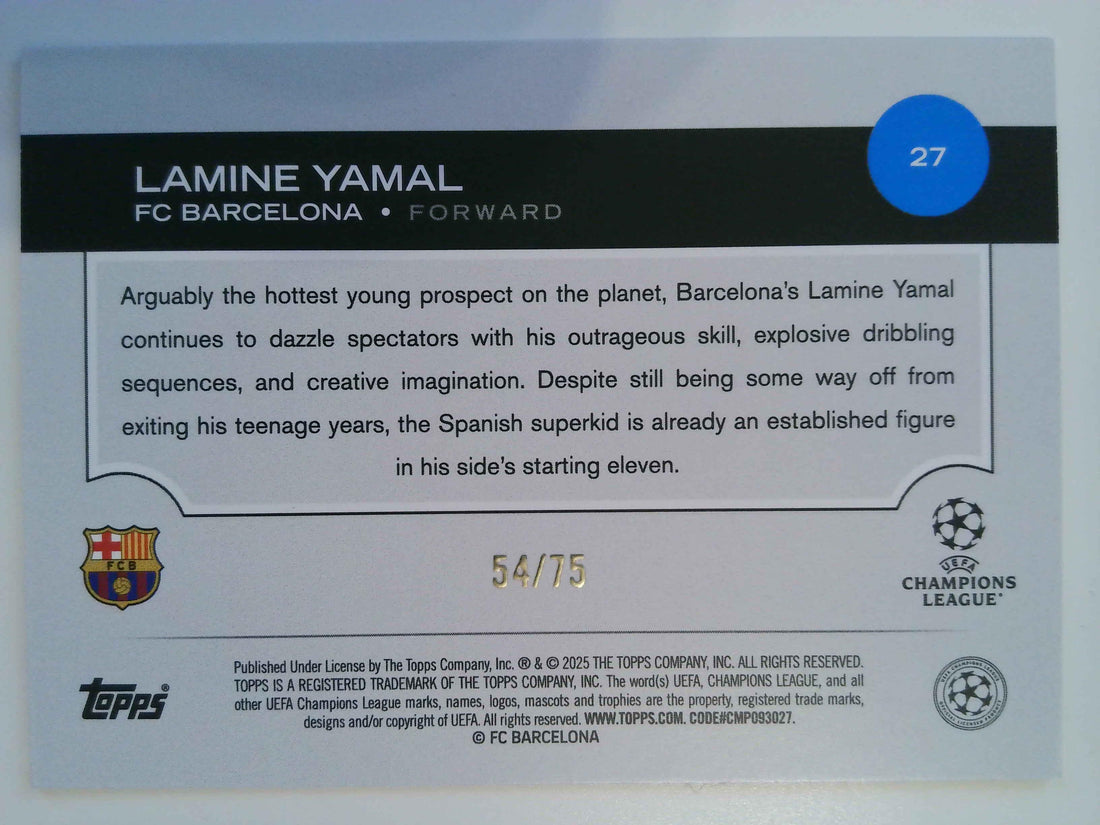 27
LAMINE YAMAL
FC BARCELONA • FORWARD
Arguably the hottest young prospect on the planet, Barcelona's Lamine Yamal
continues to dazzle spectators with his outrageous skill, explosive dribbling
sequences, and creative imagination. Despite still being some way off from
exiting his teenage years, the Spanish superkid is already an established figure
in his side's starting eleven.
FCB
54/75
UEFA
CHAMPIONS
LEAGUE®
Published Under License by The Topps Company, Inc. ® & © 2025 THE TOPPS COMPANY, INC. ALL RIGHTS RESERVED.
TOPPS IS A REGISTERED TRADEMARK OF THE TOPPS COMPANY, INC. The word(s) UEFA, CHAMPIONS LEAGUE, and all
other UEFA Champions League marks, names, logos, mascots and trophies are the property, registered trade marks,
designs and/or copyright of UEFA. All rights reserved. WWW.TOPPS.COM. CODE#CMP093027.
© FC BARCELONA
Topps®